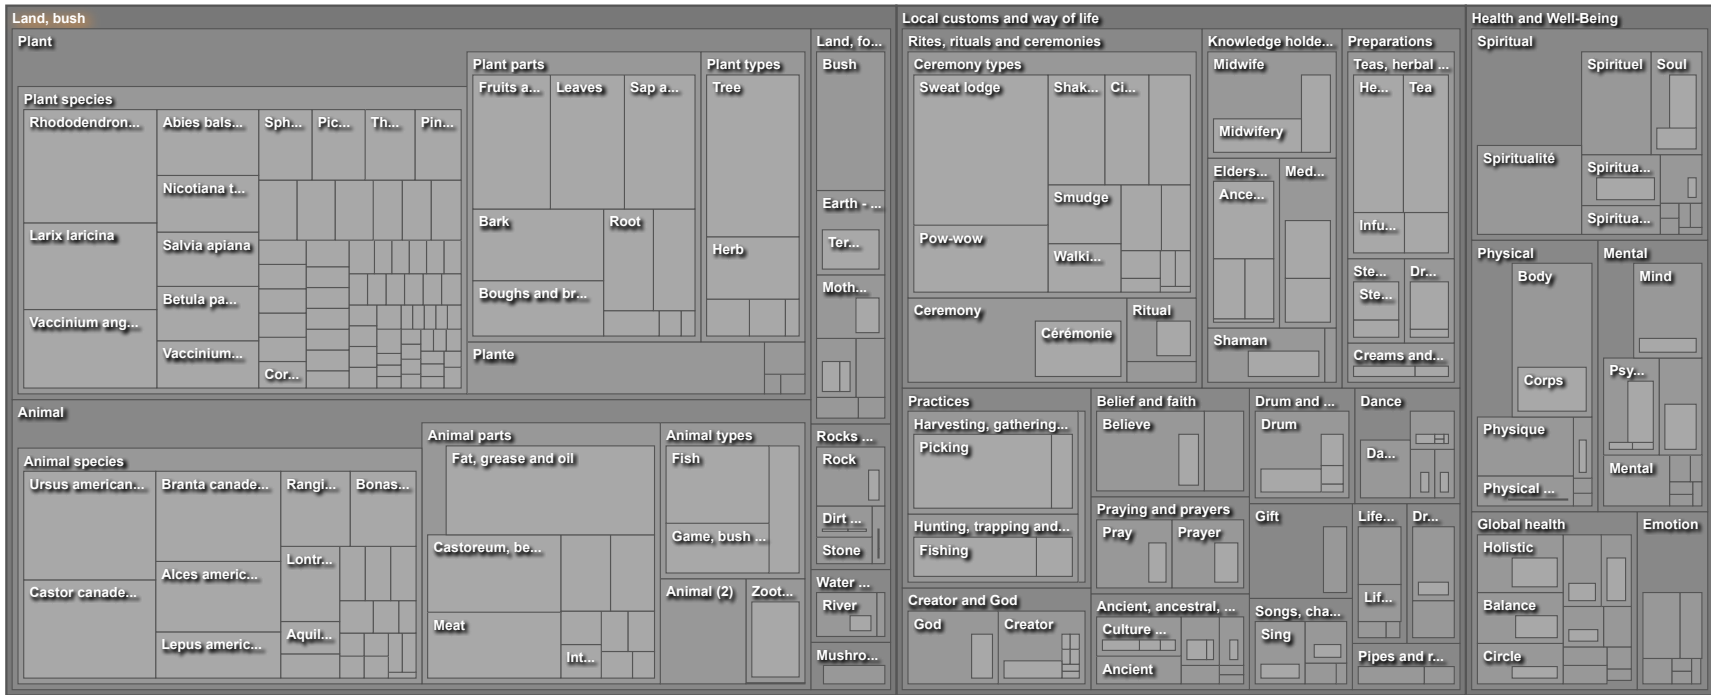 Land, bush
Plant
Plant species
Rhododendron...
Abies bals...
Sph...
Pic...
Th...
Pin...
Nicotiana t...
Larix laricina
Salvia apiana
Betula pa...
Vaccinium ang...
Vaccinium...
Cor...
Plant parts
Fruits a...
Leaves
Sap a...
Bark
Root
Boughs and br...
Plant types
Tree
Herb
Plante
Animal
Animal species
Ursus american...
Branta canade...
Rangi...
Bonas...
Lontr...
Alces americ...
Castor canade...
Lepus americ...
Aquil...
Animal parts
Fat, grease and oil
Castoreum, be...
Meat
Int...
Animal types
Fish
Game, bush ...
Animal (2)
Zoot...
Land, fo...
Bush
Earth - ...
Ter...
Moth...
Rocks ...
Rock
Dirt ...
Stone
Water ...
River
Mushro...
Local customs and way of life
Rites, rituals and ceremonies
Ceremony types
Sweat lodge
Shak...
Ci...
Smudge
Pow-wow
Walki...
Ceremony
Cérémonie
Ritual
Knowledge holde...
Midwife
Midwifery
Elders...
Ance...
Med...
Shaman
Preparations
Teas, herbal ...
He...
Tea
Infu...
Ste...
Ste...
Dr...
Creams and...
Practices
Harvesting, gathering...
Picking
Hunting, trapping and...
Fishing
Creator and God
God
Creator
Belief and faith
Believe
Praying and prayers
Pray
Prayer
Ancient, ancestral, ...
Culture ...
Ancient
Drum and ...
Drum
Dance
Da...
Gift
Life...
Lif...
Dr...
Songs, cha...
Sing
Pipes and r...
Health and Well-Being
Spiritual
Spirituel
Soul
Spiritualité
Spiritua...
Spiritua...
Physical
Body
Corps
Physique
Physical ...
Mental
Mind
Psy...
Mental
Global health
Holistic
Balance
Circle
Emotion